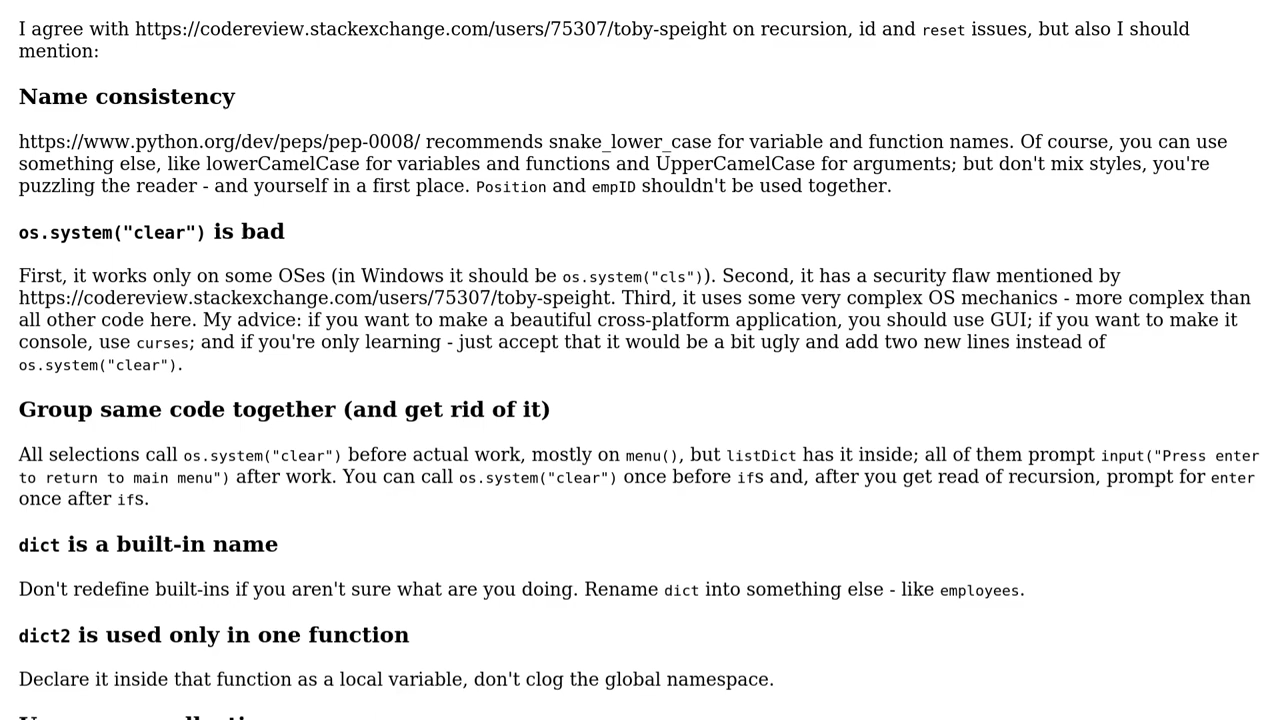 I agree with https://codereview.stackexchange.com/users/75307/toby-speight on recursion, id and reset issues, but also I should
mention:
Name consistency
https://www.python.org/dev/peps/pep-0008/ recommends snake_lower_case for variable and function names. Of course, you can use
something else, like lowerCamelCase for variables and functions and UpperCamelCase for arguments; but don't mix styles, you're
puzzling the reader - and yourself in a first place. Position and empID shouldn't be used together.
os.system("clear") is bad
First, it works only on some OSes (in Windows it should be os.system("cls")). Second, it has a security flaw mentioned by
https://codereview.stackexchange.com/users/75307/toby-speight. Third, it uses some very complex OS mechanics - more complex than
all other code here. My advice: if you want to make a beautiful cross-platform application, you should use GUI; if you want to make it
console, use curses; and if you're only learning - just accept that it would be a bit ugly and add two new lines instead of
os.system("clear").
Group same code together (and get rid of it)
All selections call os.system("clear") before actual work, mostly on menu(), but listDict has it inside; all of them prompt input("Press enter
to return to main menu") after work. You can call os.system("clear") once before ifs and, after you get read of recursion, prompt for enter
once after ifs.
dict is a built-in name
Don't redefine built-ins if you aren't sure what are you doing. Rename dict into something else - like employees.
dict2 is used only in one function
Declare it inside that function as a local variable, don't clog the global namespace.